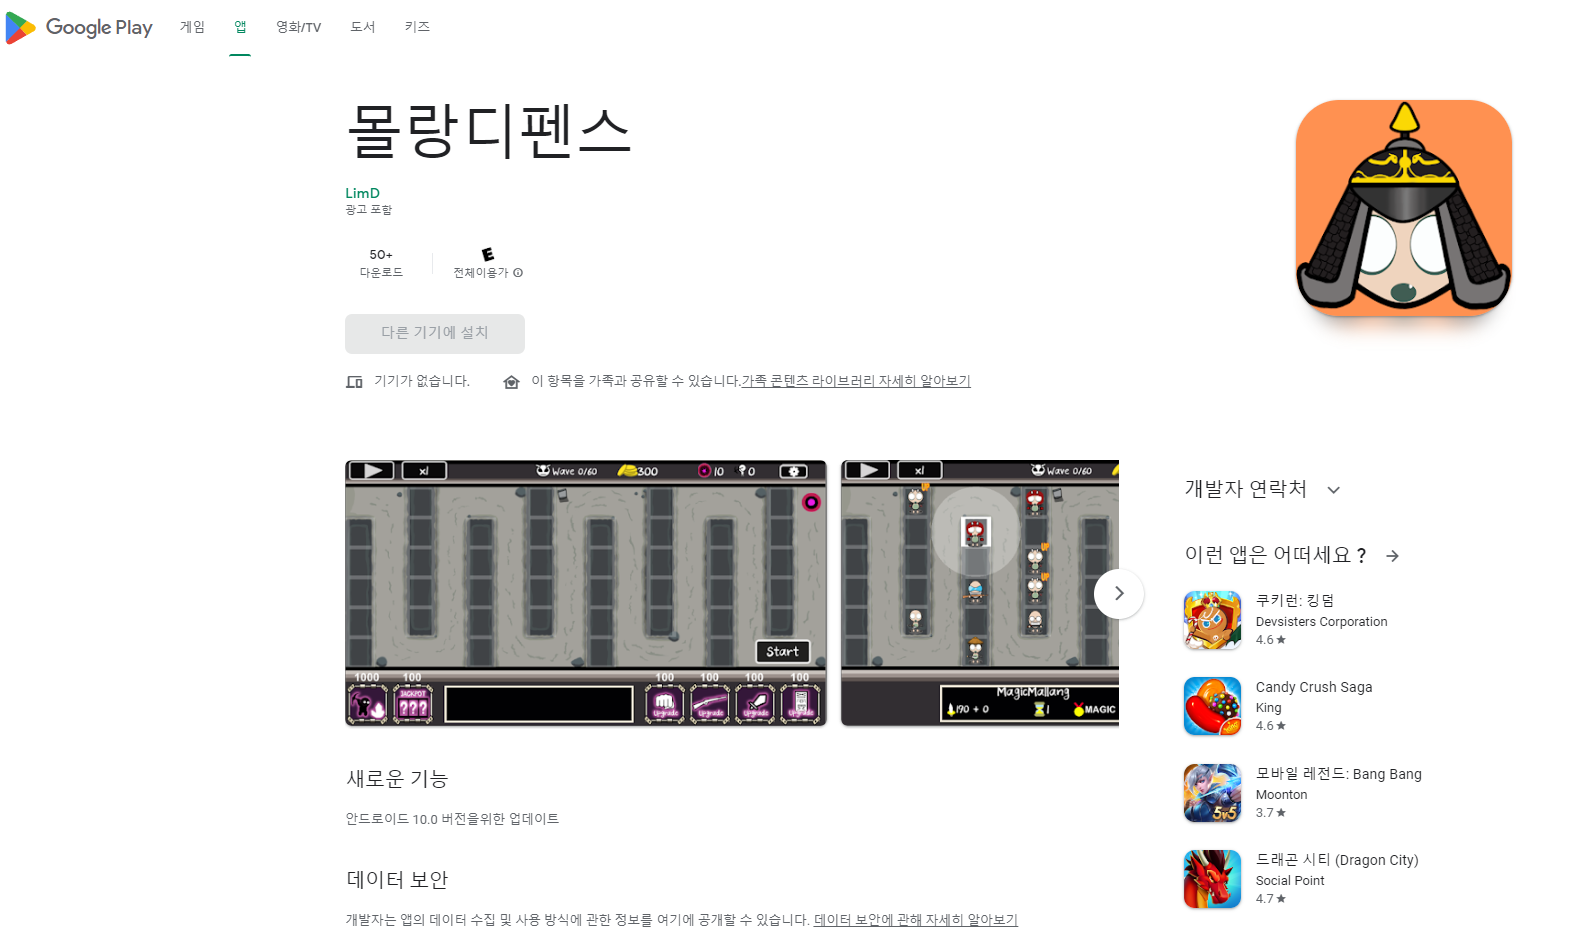 Google Play 게임 앱 영화/TV 도서 키즈
몰랑디펜스
LimD
광고 포함
50+
다운로드
E
전체이용가
다른 기기에 설치
기기가 없습니다.
이 항목을 가족과 공유할 수 있습니다.가족 콘텐츠 라이브러리 자세히 알아보기
x1 Wave 0/60 300 10 0
Start
1000 100 100 100 100 100
JACKPOT
???
Upgrade Upgrade Upgrade Upgrade
x1 Wave 0/60
UP
UP
UP
MagicMallang
190 + 0 1 MAGIC
개발자 연락처
이런 앱은 어떠세요?
쿠키런: 킹덤
Devsisters Corporation
4.6★
Candy Crush Saga
King
4.6★
모바일 레전드: Bang Bang
Moonton
3.7★
5v5
드래곤 시티 (Dragon City)
Social Point
4.7★
새로운 기능
안드로이드 10.0 버전을위한 업데이트
데이터 보안
개발자는 앱의 데이터 수집 및 사용 방식에 관한 정보를 여기에 공개할 수 있습니다. 데이터 보안에 관해 자세히 알아보기